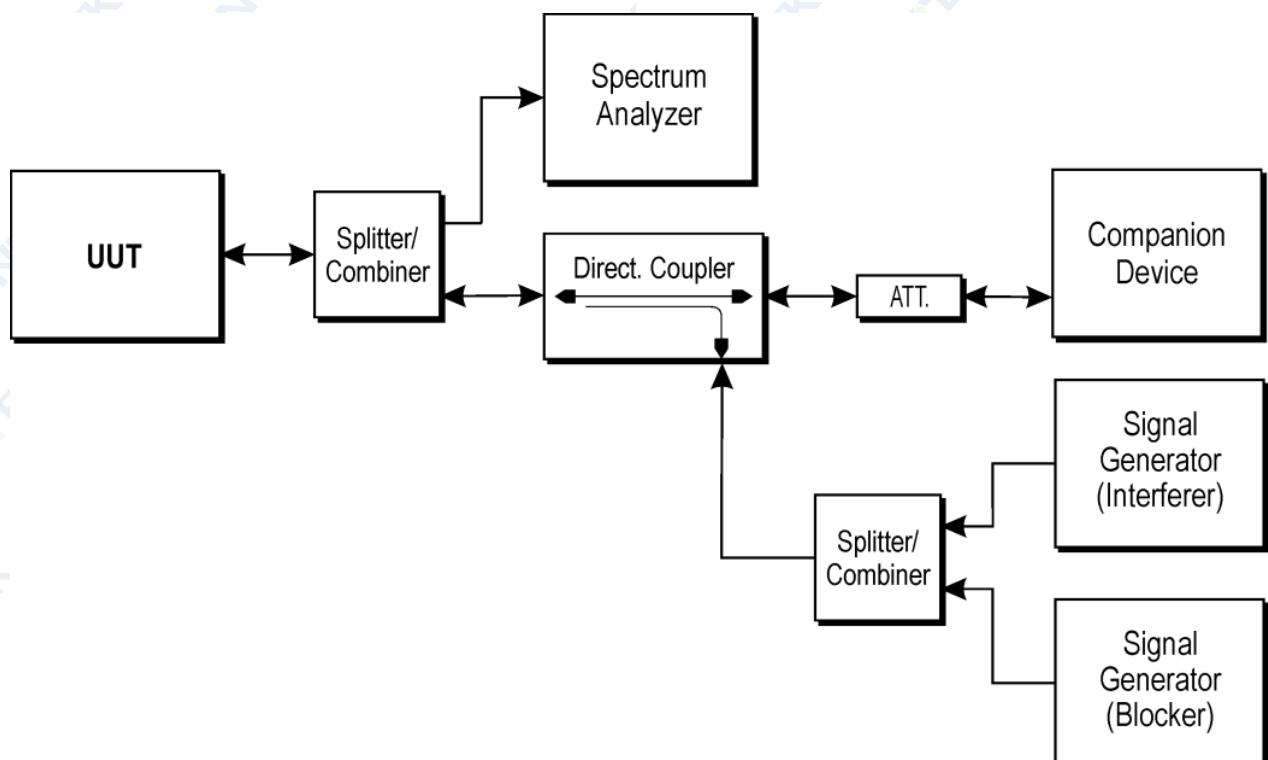 Spectrum
Analyzer
UUT
Splitter/
Combiner
Direct. Coupler
ATT.
Companion
Device
Signal
Generator
(Interferer)
Splitter/
Combiner
Signal
Generator
(Blocker)